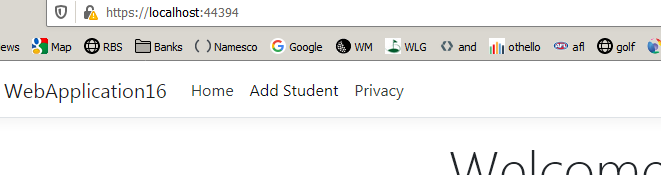 https://localhost:44394
ews Map RBS Banks Namesco Google WM WLG and othello afl golf
WebApplication16 Home Add Student Privacy
Welcome